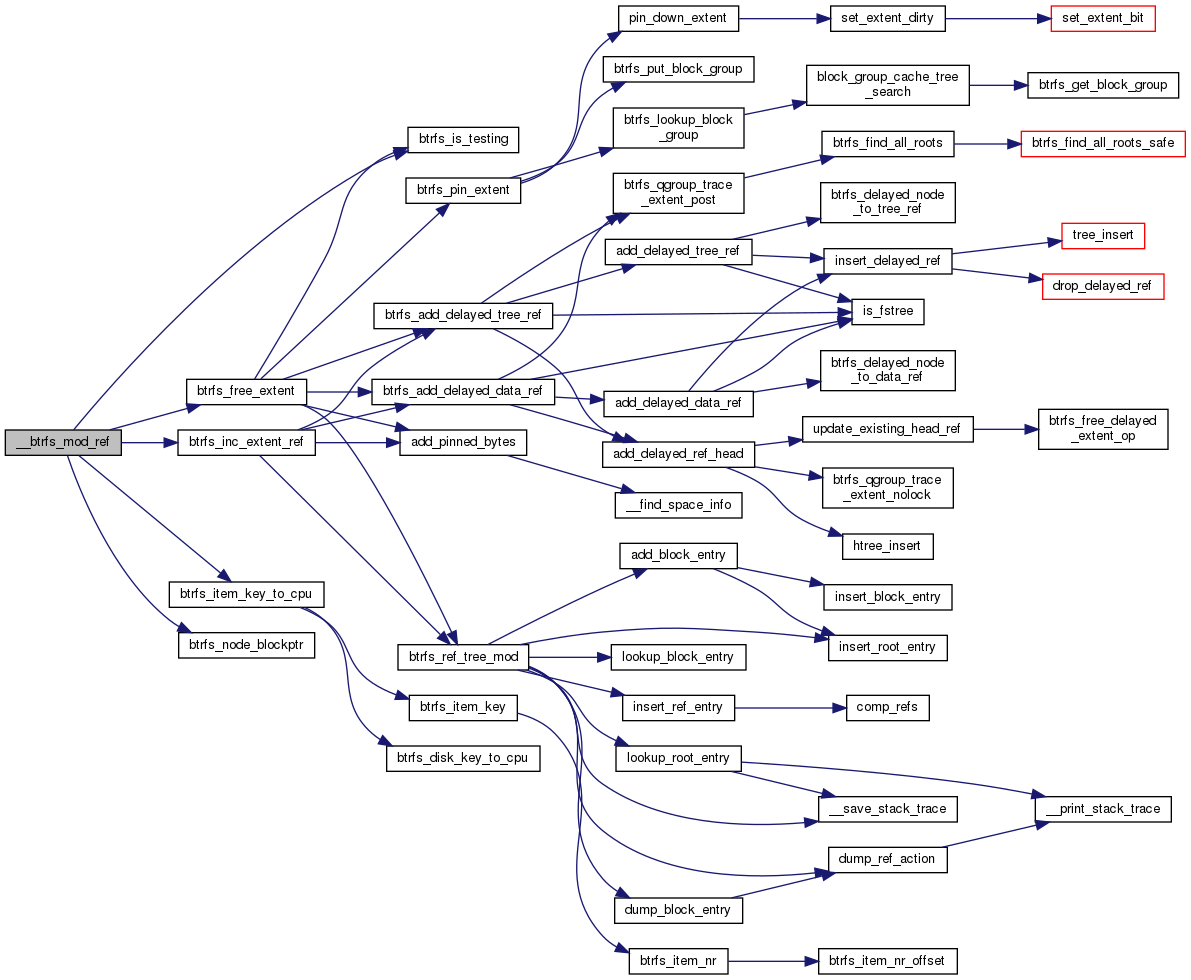 pin_down_extent
set_extent_dirty
set_extent_bit
btrfs_put_block_group
block_group_cache_tree
_search
btrfs_get_block_group
btrfs_lookup_block
_group
btrfs_is_testing
btrfs_find_all_roots
btrfs_find_all_roots_safe
btrfs_pin_extent
btrfs_qgroup_trace
_extent_post
btrfs_delayed_node
_to_tree_ref
add_delayed_tree_ref
insert_delayed_ref
tree_insert
drop_delayed_ref
btrfs_add_delayed_tree_ref
is_fstree
btrfs_delayed_node
_to_data_ref
btrfs_free_extent
btrfs_add_delayed_data_ref
add_delayed_data_ref
update_existing_head_ref
btrfs_free_delayed
_extent_op
__btrfs_mod_ref
btrfs_inc_extent_ref
add_pinned_bytes
add_delayed_ref_head
btrfs_qgroup_trace
_extent_nolock
__find_space_info
htree_insert
add_block_entry
insert_block_entry
btrfs_item_key_to_cpu
btrfs_node_blockptr
insert_root_entry
btrfs_ref_tree_mod
lookup_block_entry
btrfs_item_key
insert_ref_entry
comp_refs
btrfs_disk_key_to_cpu
lookup_root_entry
__save_stack_trace
__print_stack_trace
dump_ref_action
dump_block_entry
btrfs_item_nr
btrfs_item_nr_offset